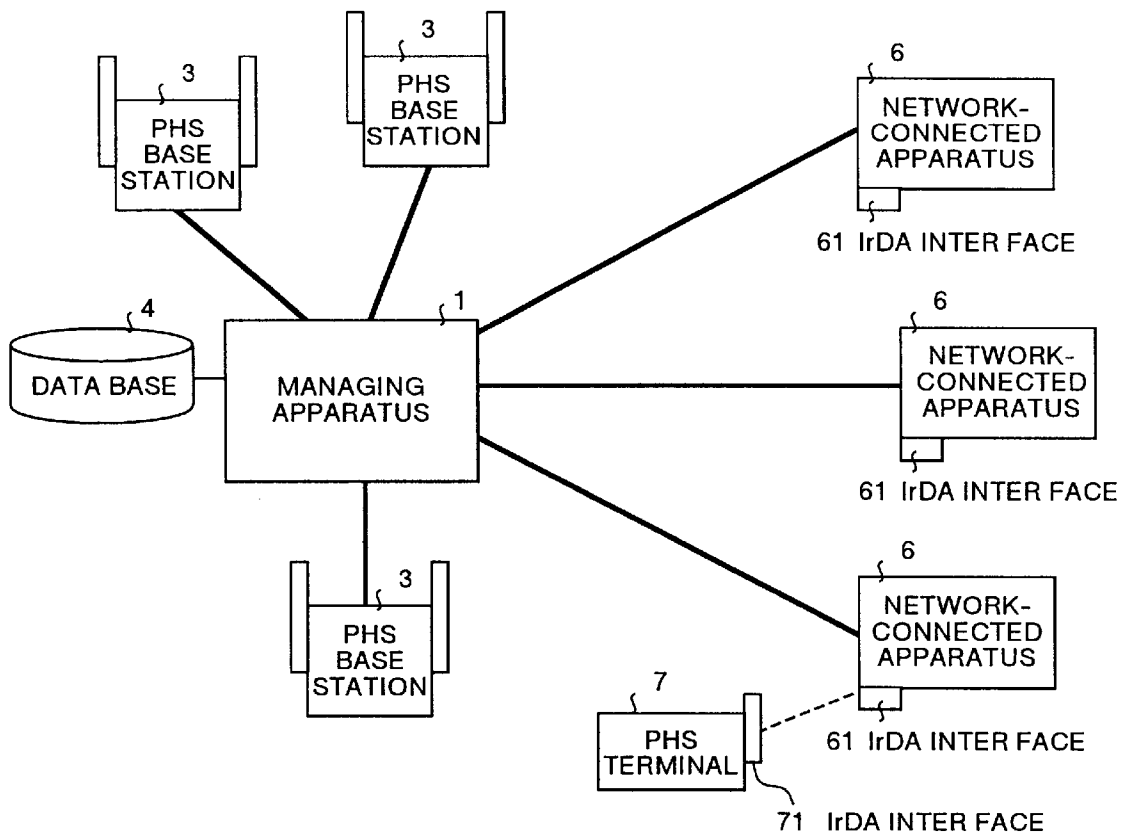 3
PHS
BASE
STATION
3
PHS
BASE
STATION
6
NETWORK-
CONNECTED
APPARATUS
61 IrDA INTER FACE
4
DATA BASE
1
MANAGING
APPARATUS
6
NETWORK-
CONNECTED
APPARATUS
61 IrDA INTER FACE
3
PHS
BASE
STATION
6
NETWORK-
CONNECTED
APPARATUS
61 IrDA INTER FACE
7
PHS
TERMINAL
71 IrDA INTER FACE